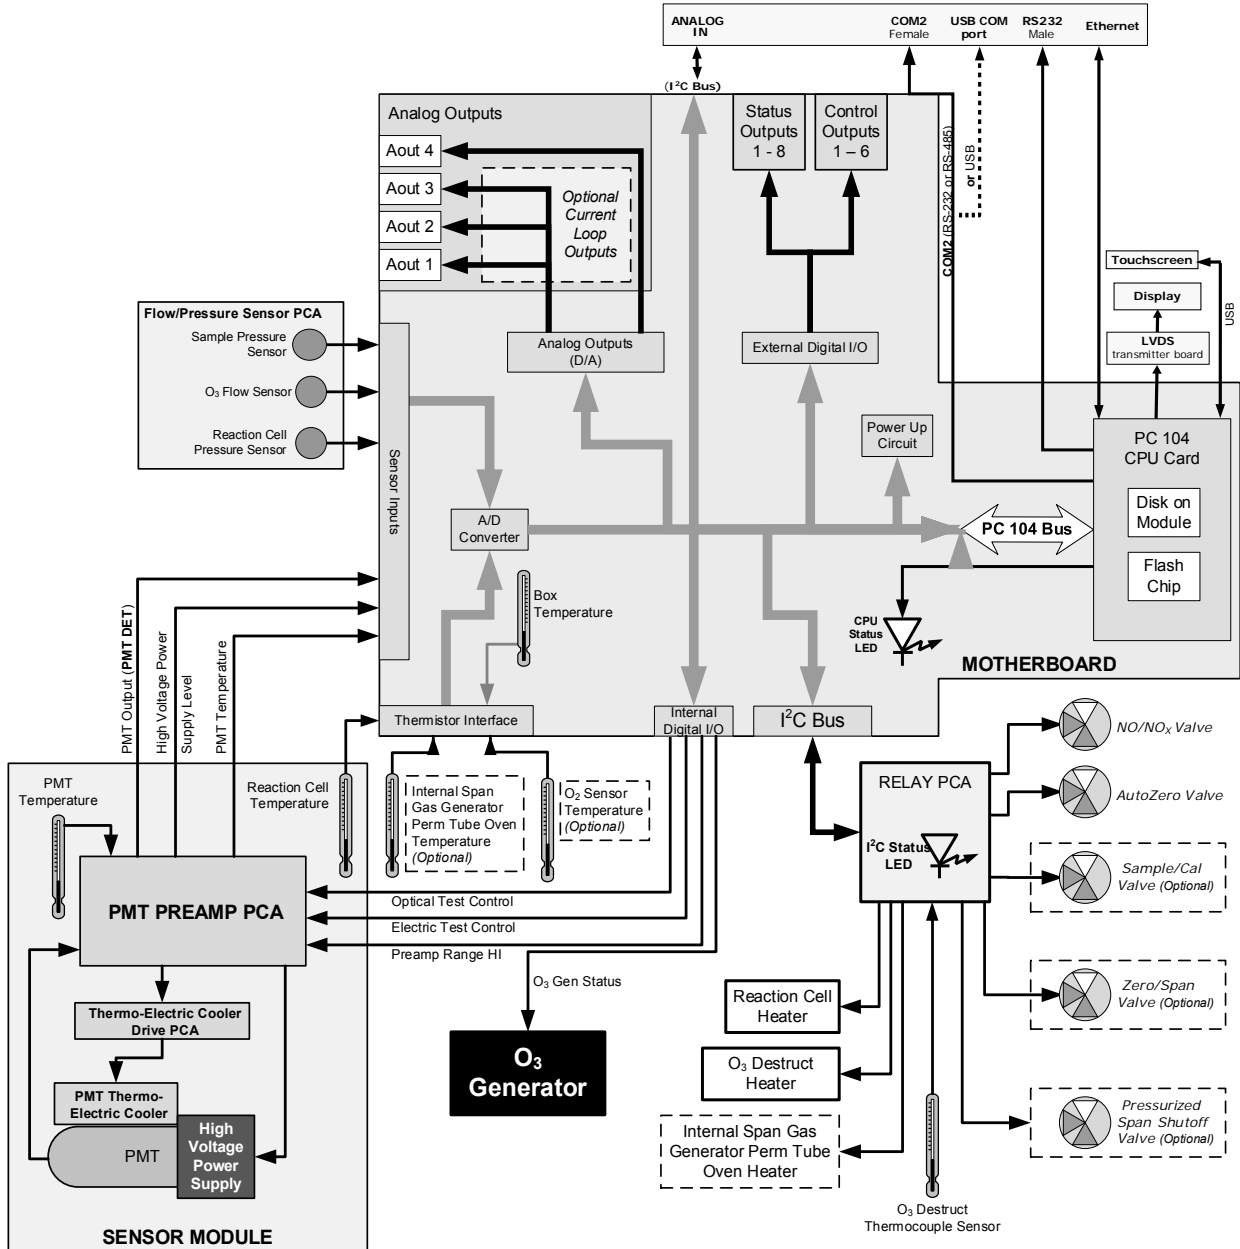 ANALOG
IN
COM2
Female
USB COM
port
RS232
Male
Ethernet
(I²C Bus)
Analog Outputs
Aout 4
Aout 3
Aout 2
Aout 1
Optional
Current
Loop
Outputs
Status
Outputs
1 - 8
Control
Outputs
1 – 6
COM2 (RS-232 or RS-485)
or USB
Touchscreen
USB
Display
LVDS
transmitter board
Flow/Pressure Sensor PCA
Sample Pressure
Sensor
O₃ Flow Sensor
Reaction Cell
Pressure Sensor
Sensor Inputs
Analog Outputs
(D/A)
External Digital I/O
Power Up
Circuit
PC 104
CPU Card
Disk on
Module
Flash
Chip
A/D
Converter
PC 104 Bus
Box
Temperature
CPU
Status
LED
MOTHERBOARD
PMT Output (PMT DET)
High Voltage Power
Supply Level
PMT Temperature
Thermistor Interface
Internal
Digital I/O
I²C Bus
PMT
Temperature
Reaction Cell
Temperature
Internal Span
Gas Generator
Perm Tube Oven
Temperature
(Optional)
O₂ Sensor
Temperature
(Optional)
RELAY PCA
I²C Status
LED
NO/NOₓ Valve
AutoZero Valve
Sample/Cal
Valve (Optional)
Zero/Span
Valve (Optional)
Pressurized
Span Shutoff
Valve (Optional)
PMT PREAMP PCA
Optical Test Control
Electric Test Control
Preamp Range HI
O₃ Gen Status
Thermo-Electric Cooler
Drive PCA
PMT Thermo-
Electric Cooler
PMT
High
Voltage
Power
Supply
SENSOR MODULE
O₃
Generator
Reaction Cell
Heater
O₃ Destruct
Heater
Internal Span Gas
Generator Perm Tube
Oven Heater
O₃ Destruct
Thermocouple Sensor